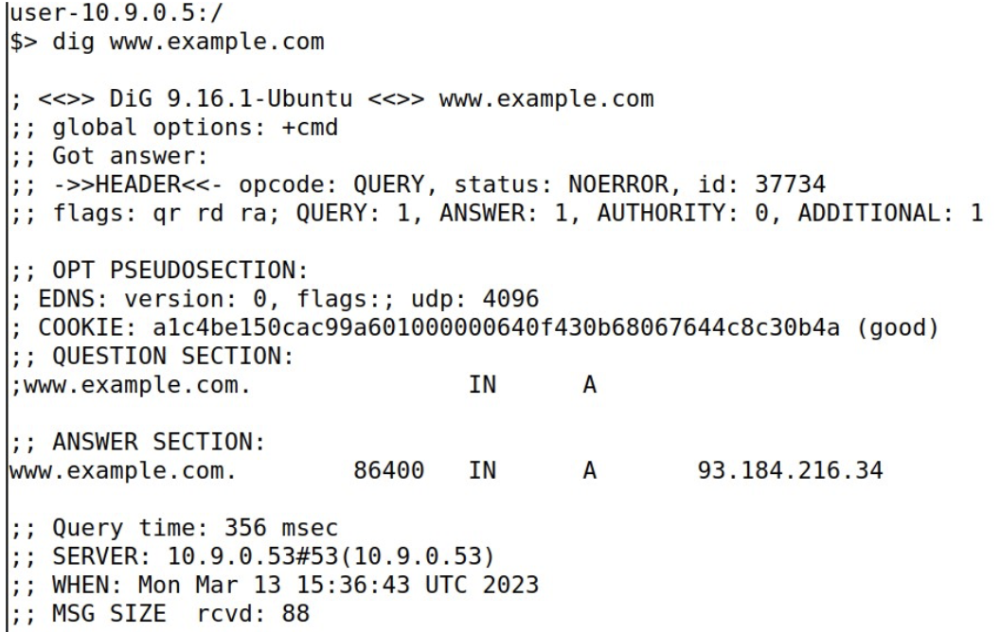 user-10.9.0.5:/
$> dig www.example.com
; <<>> DiG 9.16.1-Ubuntu <<>> www.example.com
;; global options: +cmd
;; Got answer:
;; ->>HEADER<<- opcode: QUERY, status: NOERROR, id: 37734
;; flags: qr rd ra; QUERY: 1, ANSWER: 1, AUTHORITY: 0, ADDITIONAL: 1
;; OPT PSEUDOSECTION:
; EDNS: version: 0, flags:; udp: 4096
; COOKIE: a1c4be150cac99a601000000640f430b68067644c8c30b4a (good)
;; QUESTION SECTION:
;www.example.com. IN A
;; ANSWER SECTION:
www.example.com. 86400 IN A 93.184.216.34
;; Query time: 356 msec
;; SERVER: 10.9.0.53#53(10.9.0.53)
;; WHEN: Mon Mar 13 15:36:43 UTC 2023
;; MSG SIZE rcvd: 88